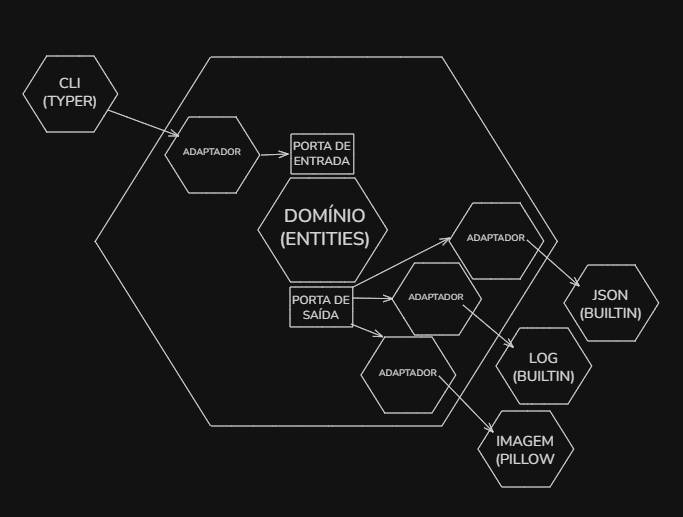 CLI
(TYPER)
ADAPTADOR
PORTA DE
ENTRADA
DOMÍNIO
(ENTITIES)
PORTA DE
SAÍDA
ADAPTADOR
ADAPTADOR
ADAPTADOR
JSON
(BUILTIN)
LOG
(BUILTIN)
IMAGEM
(PILLOW